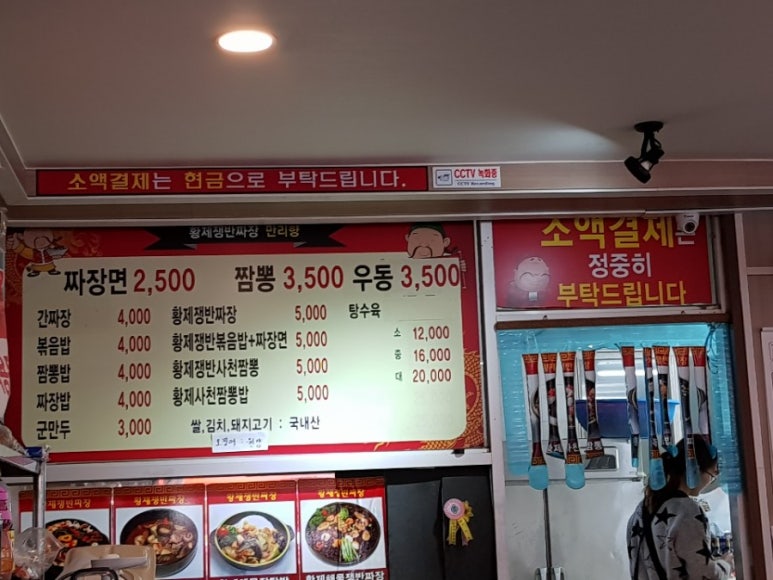 소액결제는 현금으로 부탁드립니다.
CCTV 녹화중
CCTV Recording
황제쟁반짜장 만리향
짜장면 2,500 짬뽕 3,500 우동 3,500
간짜장 4,000 황제쟁반짜장 5,000 탕수육
볶음밥 4,000 황제쟁반볶음밥+짜장면 5,000 소 12,000
짬뽕밥 4,000 황제쟁반사천짬뽕 5,000 중 16,000
짜장밥 4,000 황제사천짬뽕밥 5,000 대 20,000
군만두 3,000 쌀,김치,돼지고기 : 국내산
소액결제는
정중히
부탁드립니다
황제쟁반짜장
황제해물쟁반짜장